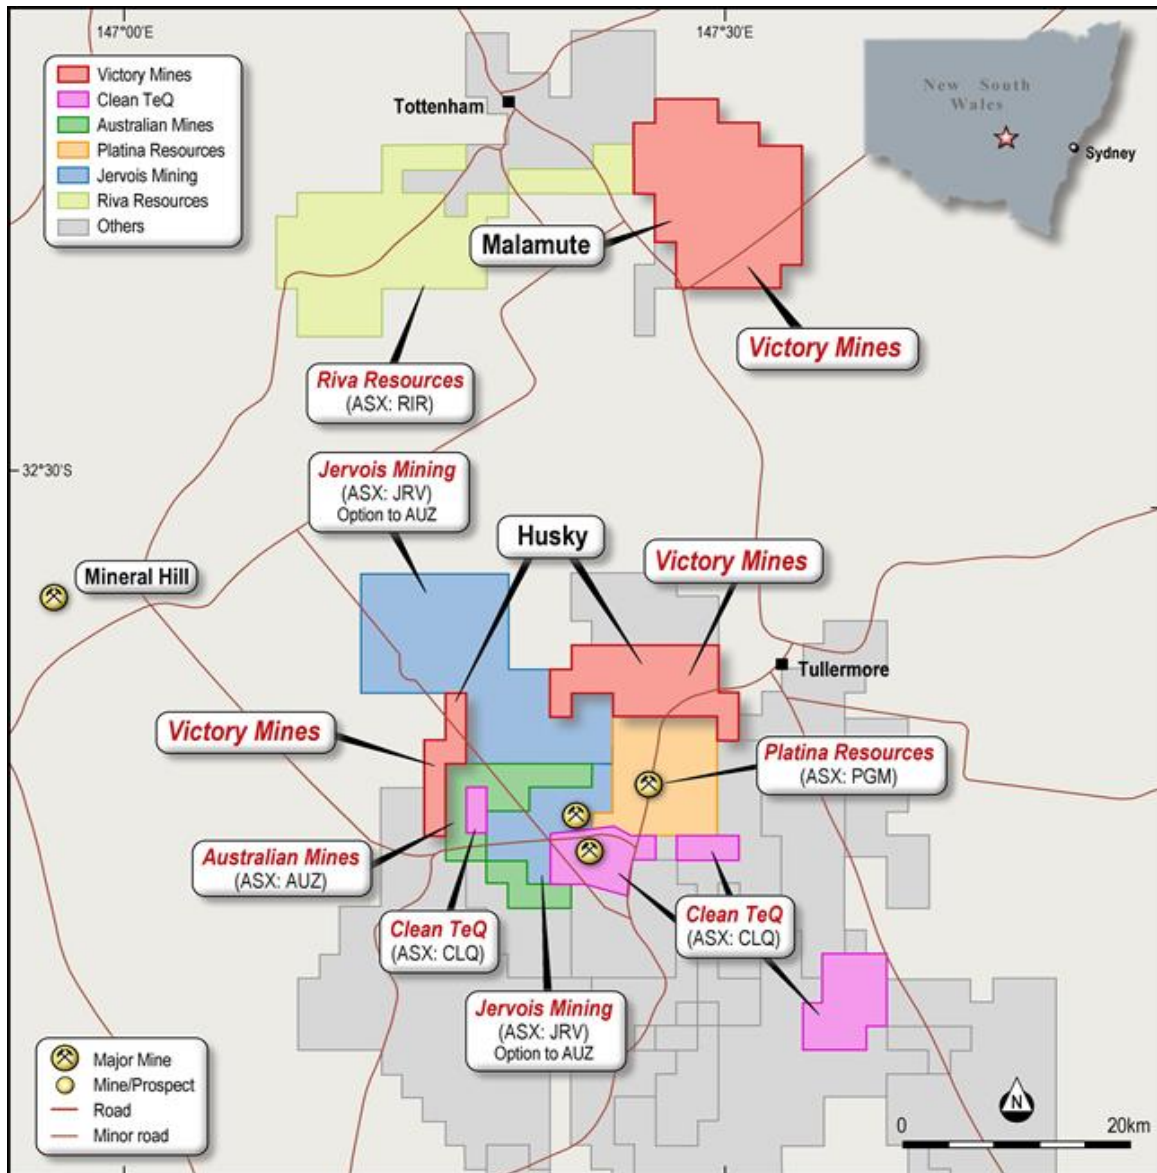 147°00'E
147°30'E
Victory Mines
Clean TeQ
Australian Mines
Platina Resources
Jervois Mining
Riva Resources
Others
New South
Wales
Sydney
Tottenham
Malamute
Victory Mines
Riva Resources
(ASX: RIR)
32°30'S
Jervois Mining
(ASX: JRV)
Option to AUZ
Husky
Victory Mines
Mineral Hill
Tullermore
Victory Mines
Platina Resources
(ASX: PGM)
Australian Mines
(ASX: AUZ)
Clean TeQ
(ASX: CLQ)
Clean TeQ
(ASX: CLQ)
Jervois Mining
(ASX: JRV)
Option to AUZ
Major Mine
Mine/Prospect
Road
Minor road
N
0
20km